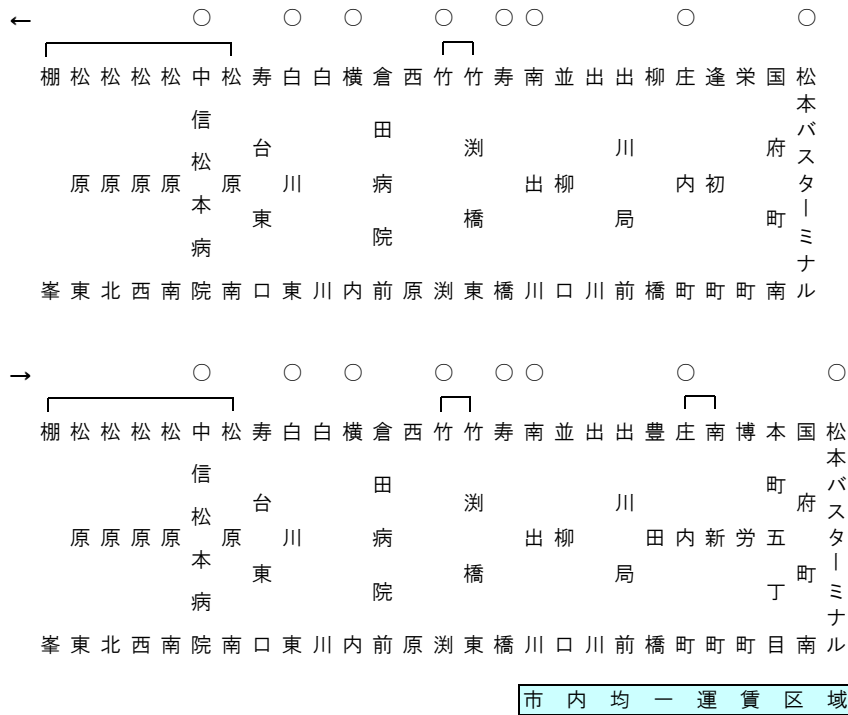 ←
○ ○ ○ ○ ○ ○ ○ ○
棚峯
松原東
松原北
松原西
松原南
中信松本病院
松原南
寿台東口
白川東
白川
横内
倉田病院前
西原
竹渕
竹渕橋東
寿橋
南出川
並柳口
出川
出川局前
柳橋
庄内町
逢初町
栄町
国府町南
松本バスターミナル
→
○ ○ ○ ○ ○ ○ ○ ○
棚峯
松原東
松原北
松原西
松原南
中信松本病院
松原南
寿台東口
白川東
白川
横内
倉田病院前
西原
竹渕
竹渕橋東
寿橋
南出川
並柳口
出川
出川局前
豊田橋
庄内町
南新町
博労町
本町五丁目
国府町南
松本バスターミナル
市内均一運賃区域